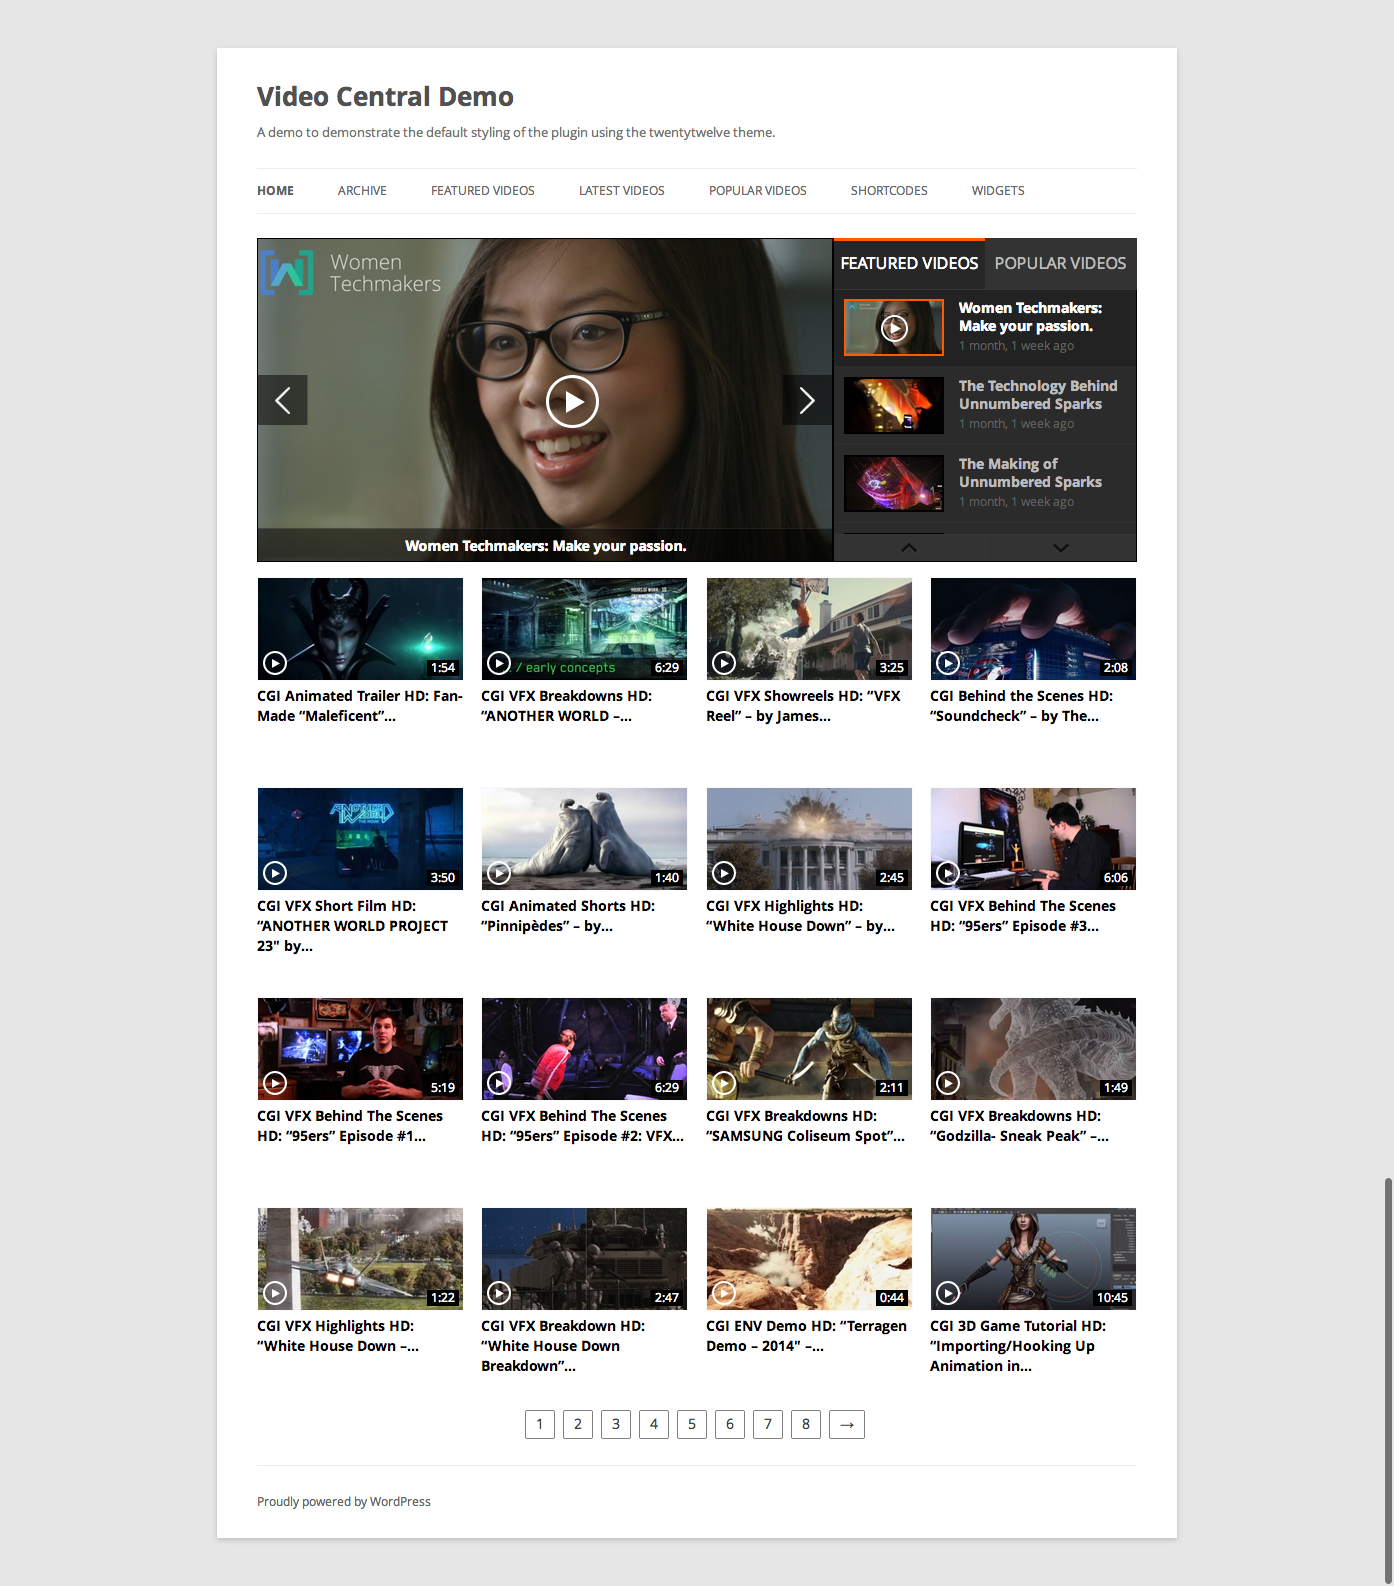 Video Central Demo
A demo to demonstrate the default styling of the plugin using the twentytwelve theme.
HOME
ARCHIVE
FEATURED VIDEOS
LATEST VIDEOS
POPULAR VIDEOS
SHORTCODES
WIDGETS
Women
Techmakers
Women Techmakers: Make your passion.
FEATURED VIDEOS
POPULAR VIDEOS
Women Techmakers:
Make your passion.
1 month, 1 week ago
The Technology Behind
Unnumbered Sparks
1 month, 1 week ago
The Making of
Unnumbered Sparks
1 month, 1 week ago
1:54
CGI Animated Trailer HD: Fan-
Made “Maleficent”...
/ early concepts
6:29
CGI VFX Breakdowns HD:
“ANOTHER WORLD –...
3:25
CGI VFX Showreels HD: “VFX
Reel” – by James...
2:08
CGI Behind the Scenes HD:
“Soundcheck” – by The...
ANOTHER
WORLD
THE MOVIE
3:50
CGI VFX Short Film HD:
“ANOTHER WORLD PROJECT
23" by...
1:40
CGI Animated Shorts HD:
“Pinnipèdes” – by...
2:45
CGI VFX Highlights HD:
“White House Down” – by...
6:06
CGI VFX Behind The Scenes
HD: “95ers” Episode #3...
5:19
CGI VFX Behind The Scenes
HD: “95ers” Episode #1...
6:29
CGI VFX Behind The Scenes
HD: “95ers” Episode #2: VFX...
2:11
CGI VFX Breakdowns HD:
“SAMSUNG Coliseum Spot”...
1:49
CGI VFX Breakdowns HD:
“Godzilla- Sneak Peak” –...
1:22
CGI VFX Highlights HD:
“White House Down –...
2:47
CGI VFX Breakdown HD:
“White House Down
Breakdown”...
0:44
CGI ENV Demo HD: “Terragen
Demo – 2014" –...
10:45
CGI 3D Game Tutorial HD:
“Importing/Hooking Up
Animation in...
1 2 3 4 5 6 7 8 →
Proudly powered by WordPress